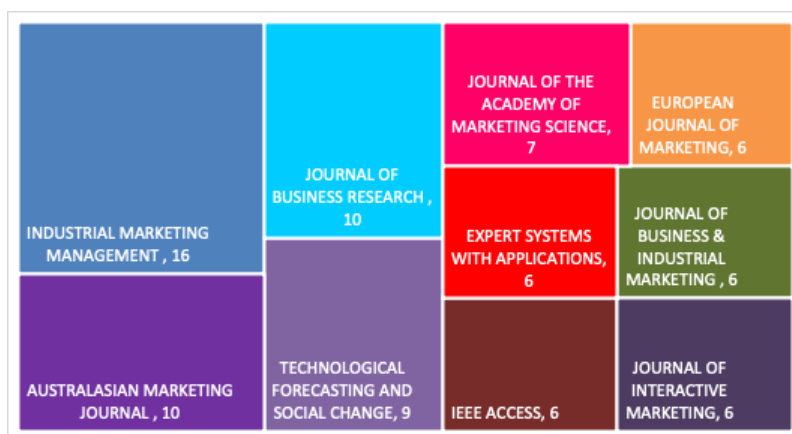 INDUSTRIAL MARKETING
MANAGEMENT , 16
AUSTRALASIAN MARKETING
JOURNAL , 10
JOURNAL OF
BUSINESS RESEARCH ,
10
TECHNOLOGICAL
FORECASTING AND
SOCIAL CHANGE, 9
JOURNAL OF THE
ACADEMY OF
MARKETING SCIENCE,
7
EUROPEAN
JOURNAL OF
MARKETING, 6
EXPERT SYSTEMS
WITH APPLICATIONS,
6
JOURNAL OF
BUSINESS &
INDUSTRIAL
MARKETING , 6
IEEE ACCESS, 6
JOURNAL OF
INTERACTIVE
MARKETING, 6